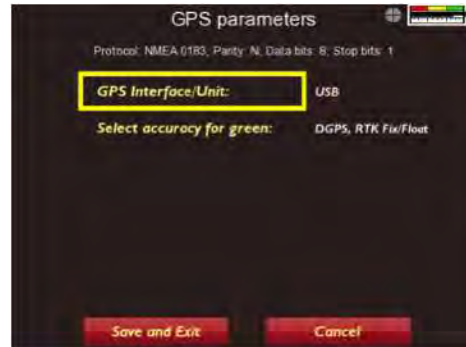 GPS parameters
Protocol: NMEA 0183, Parity: N, Data bits: 8, Stop bits: 1
GPS Interface/Unit: USB
Select accuracy for green: DGPS, RTK Fix/Float
Save and Exit Cancel